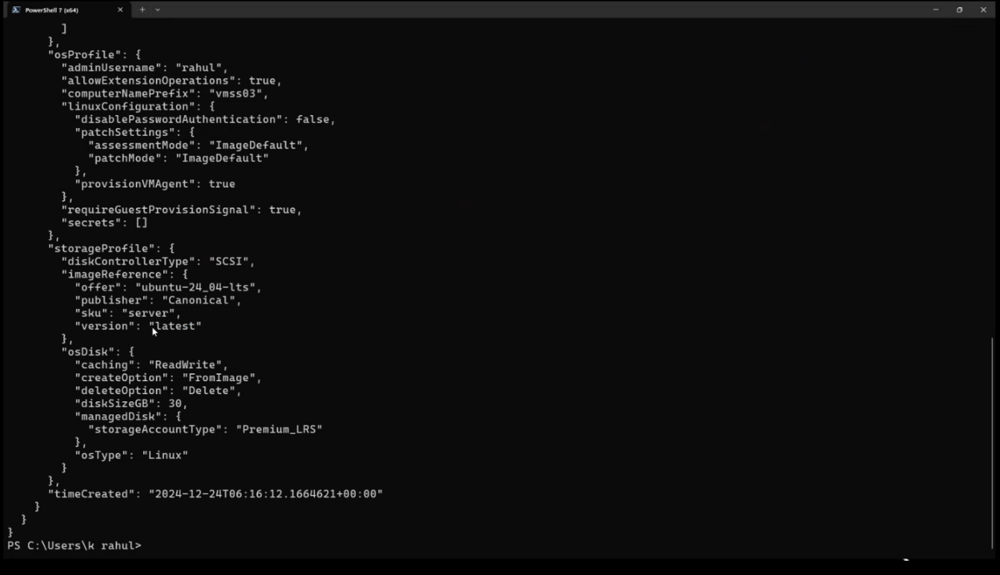 PowerShell 7 (x64)
]
},
"osProfile": {
"adminUsername": "rahul",
"allowExtensionOperations": true,
"computerNamePrefix": "vmss03",
"linuxConfiguration": {
"disablePasswordAuthentication": false,
"patchSettings": {
"assessmentMode": "ImageDefault",
"patchMode": "ImageDefault"
},
"provisionVMAgent": true
},
"requireGuestProvisionSignal": true,
"secrets": []
},
"storageProfile": {
"diskControllerType": "SCSI",
"imageReference": {
"offer": "ubuntu-24_04-lts",
"publisher": "Canonical",
"sku": "server",
"version": "latest"
},
"osDisk": {
"caching": "ReadWrite",
"createOption": "FromImage",
"deleteOption": "Delete",
"diskSizeGB": 30,
"managedDisk": {
"storageAccountType": "Premium_LRS"
},
"osType": "Linux"
}
},
"timeCreated": "2024-12-24T06:16:12.1664621+00:00"
}
}
}
PS C:\Users\k rahul>